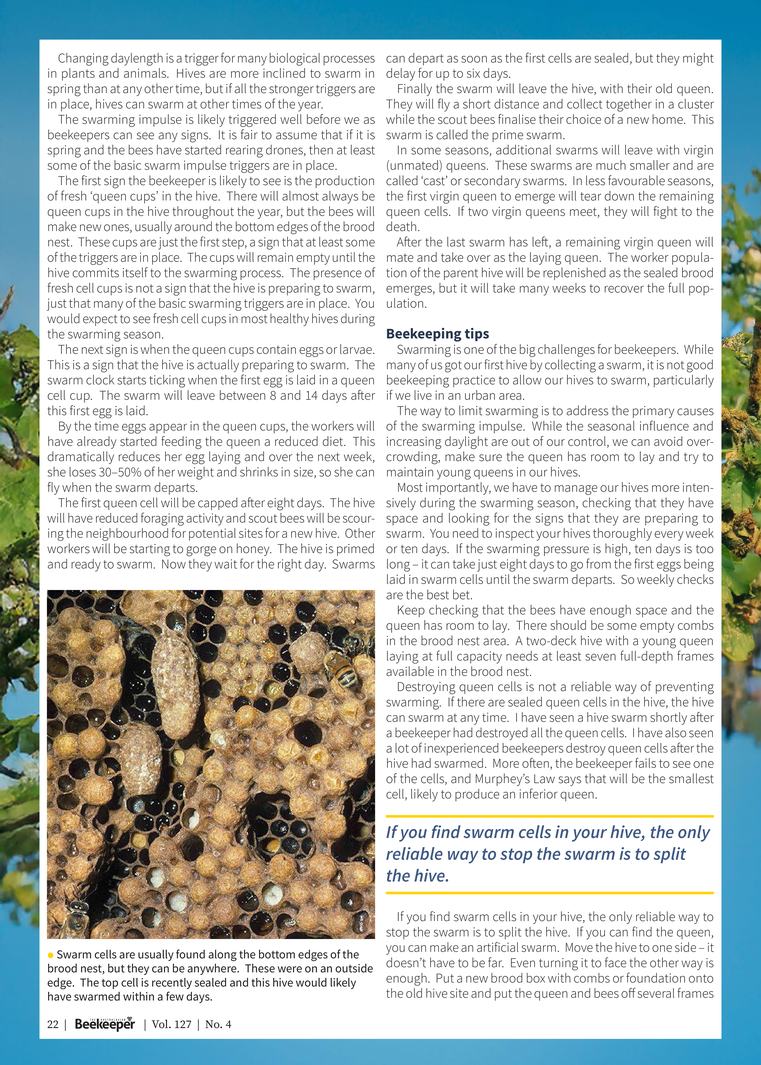 Changing daylength is a trigger for many biological processes
in plants and animals. Hives are more inclined to swarm in
spring than at any other time, but if all the stronger triggers are
in place, hives can swarm at other times of the year.
The swarming impulse is likely triggered well before we as
beekeepers can see any signs. It is fair to assume that if it is
spring and the bees have started rearing drones, then at least
some of the basic swarm impulse triggers are in place.
The first sign the beekeeper is likely to see is the production
of fresh ‘queen cups’ in the hive. There will almost always be
queen cups in the hive throughout the year, but the bees will
make new ones, usually around the bottom edges of the brood
nest. These cups are just the first step, a sign that at least some
of the triggers are in place. The cups will remain empty until the
hive commits itself to the swarming process. The presence of
fresh cell cups is not a sign that the hive is preparing to swarm,
just that many of the basic swarming triggers are in place. You
would expect to see fresh cell cups in most healthy hives during
the swarming season.
The next sign is when the queen cups contain eggs or larvae.
This is a sign that the hive is actually preparing to swarm. The
swarm clock starts ticking when the first egg is laid in a queen
cell cup. The swarm will leave between 8 and 14 days after
this first egg is laid.
By the time eggs appear in the queen cups, the workers will
have already started feeding the queen a reduced diet. This
dramatically reduces her egg laying and over the next week,
she loses 30–50% of her weight and shrinks in size, so she can
fly when the swarm departs.
The first queen cell will be capped after eight days. The hive
will have reduced foraging activity and scout bees will be scour-
ing the neighbourhood for potential sites for a new hive. Other
workers will be starting to gorge on honey. The hive is primed
and ready to swarm. Now they wait for the right day. Swarms
● Swarm cells are usually found along the bottom edges of the
brood nest, but they can be anywhere. These were on an outside
edge. The top cell is recently sealed and this hive would likely
have swarmed within a few days.
can depart as soon as the first cells are sealed, but they might
delay for up to six days.
Finally the swarm will leave the hive, with their old queen.
They will fly a short distance and collect together in a cluster
while the scout bees finalise their choice of a new home. This
swarm is called the prime swarm.
In some seasons, additional swarms will leave with virgin
(unmated) queens. These swarms are much smaller and are
called ‘cast’ or secondary swarms. In less favourable seasons,
the first virgin queen to emerge will tear down the remaining
queen cells. If two virgin queens meet, they will fight to the
death.
After the last swarm has left, a remaining virgin queen will
mate and take over as the laying queen. The worker popula-
tion of the parent hive will be replenished as the sealed brood
emerges, but it will take many weeks to recover the full pop-
ulation.
Beekeeping tips
Swarming is one of the big challenges for beekeepers. While
many of us got our first hive by collecting a swarm, it is not good
beekeeping practice to allow our hives to swarm, particularly
if we live in an urban area.
The way to limit swarming is to address the primary causes
of the swarming impulse. While the seasonal influence and
increasing daylight are out of our control, we can avoid over-
crowding, make sure the queen has room to lay and try to
maintain young queens in our hives.
Most importantly, we have to manage our hives more inten-
sively during the swarming season, checking that they have
space and looking for the signs that they are preparing to
swarm. You need to inspect your hives thoroughly every week
or ten days. If the swarming pressure is high, ten days is too
long – it can take just eight days to go from the first eggs being
laid in swarm cells until the swarm departs. So weekly checks
are the best bet.
Keep checking that the bees have enough space and the
queen has room to lay. There should be some empty combs
in the brood nest area. A two-deck hive with a young queen
laying at full capacity needs at least seven full-depth frames
available in the brood nest.
Destroying queen cells is not a reliable way of preventing
swarming. If there are sealed queen cells in the hive, the hive
can swarm at any time. I have seen a hive swarm shortly after
a beekeeper had destroyed all the queen cells. I have also seen
a lot of inexperienced beekeepers destroy queen cells after the
hive had swarmed. More often, the beekeeper fails to see one
of the cells, and Murphey’s Law says that will be the smallest
cell, likely to produce an inferior queen.
If you find swarm cells in your hive, the only
reliable way to stop the swarm is to split
the hive.
If you find swarm cells in your hive, the only reliable way to
stop the swarm is to split the hive. If you can find the queen,
you can make an artificial swarm. Move the hive to one side – it
doesn’t have to be far. Even turning it to face the other way is
enough. Put a new brood box with combs or foundation onto
the old hive site and put the queen and bees off several frames
22 | Beekeeper | Vol. 127 | No. 4